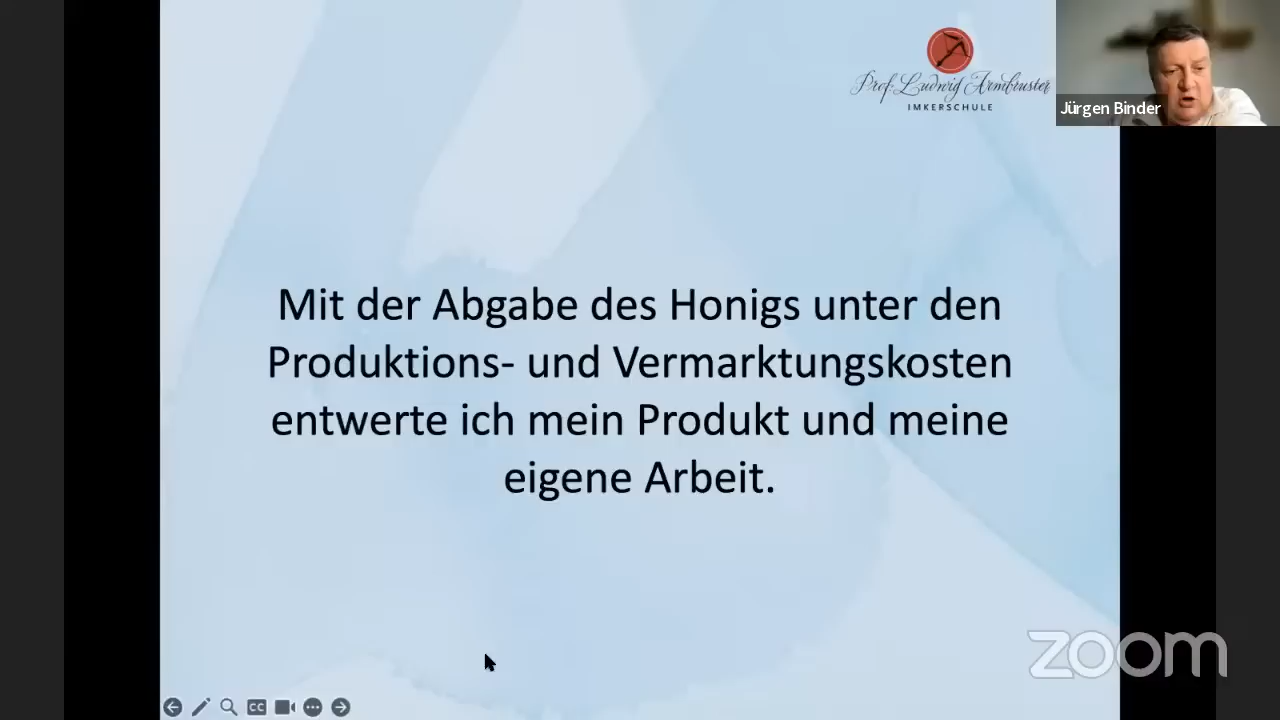 Prof. Ludwig Armbruster
IMKERSCHULE
Jürgen Binder
Mit der Abgabe des Honigs unter den
Produktions- und Vermarktungskosten
entwerte ich mein Produkt und meine
eigene Arbeit.
zoom
CC